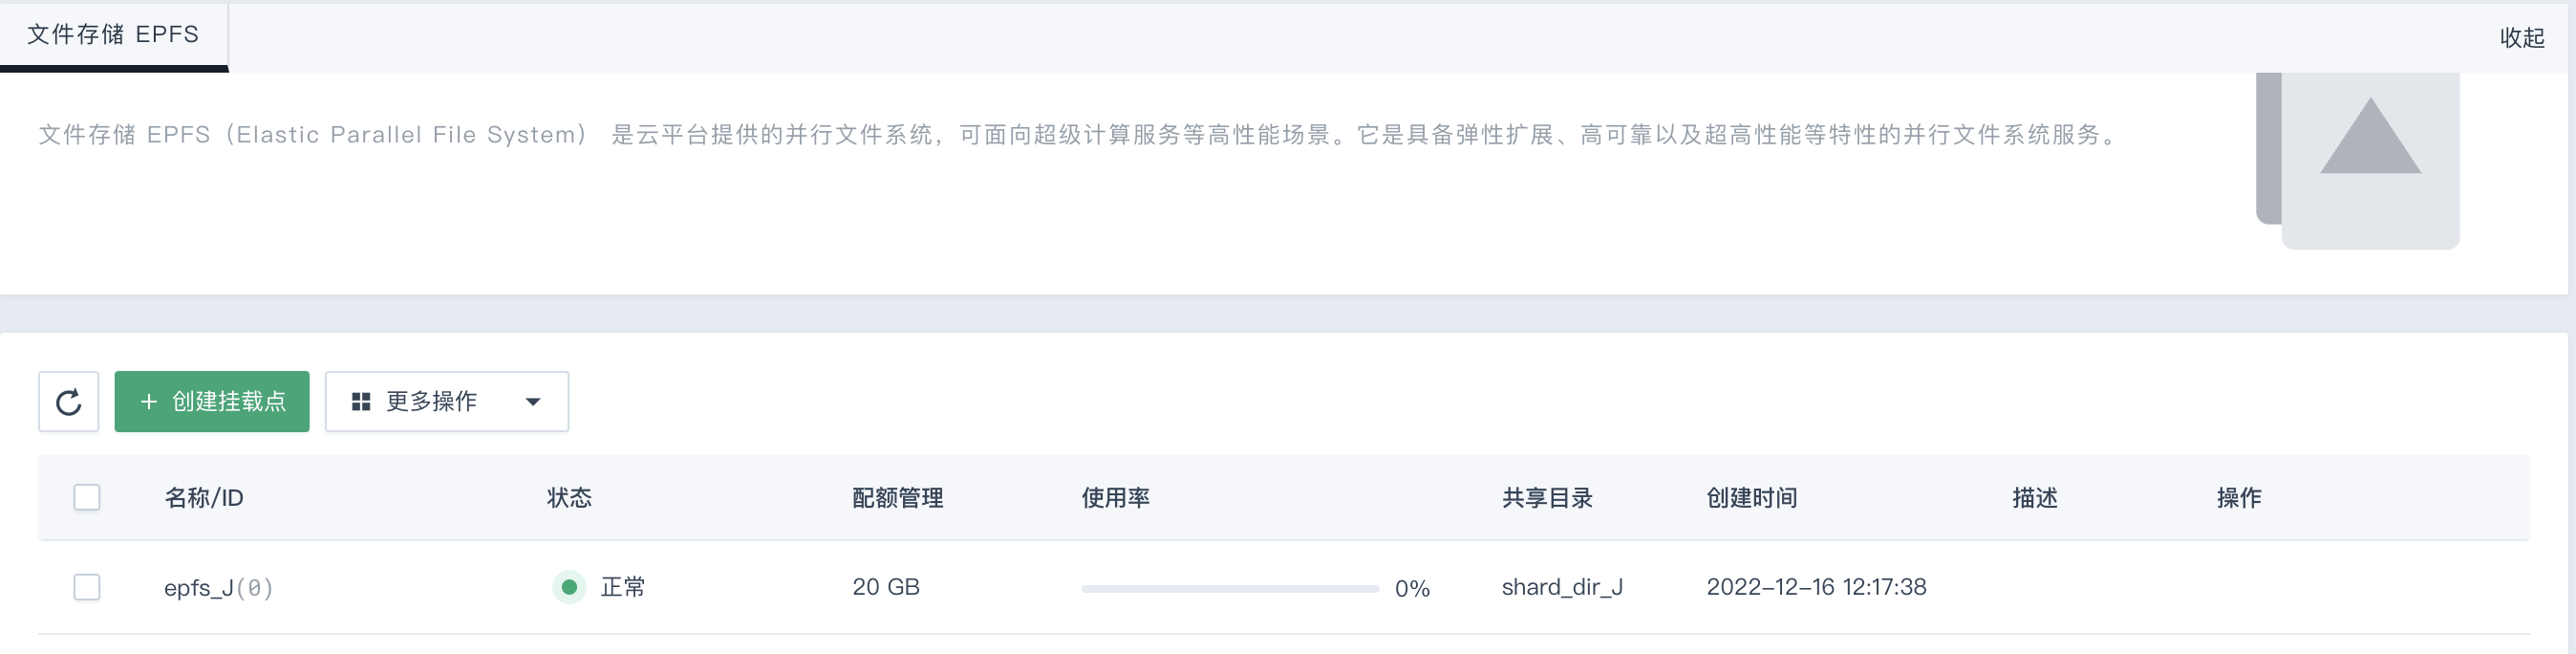 文件存储 EPFS
收起
文件存储 EPFS（Elastic Parallel File System） 是云平台提供的并行文件系统，可面向超级计算服务等高性能场景。它是具备弹性扩展、高可靠以及超高性能等特性的并行文件系统服务。
+ 创建挂载点 更多操作
名称/ID 状态 配额管理 使用率 共享目录 创建时间 描述 操作
epfs_J(0) 正常 20 GB 0% shard_dir_J 2022-12-16 12:17:38